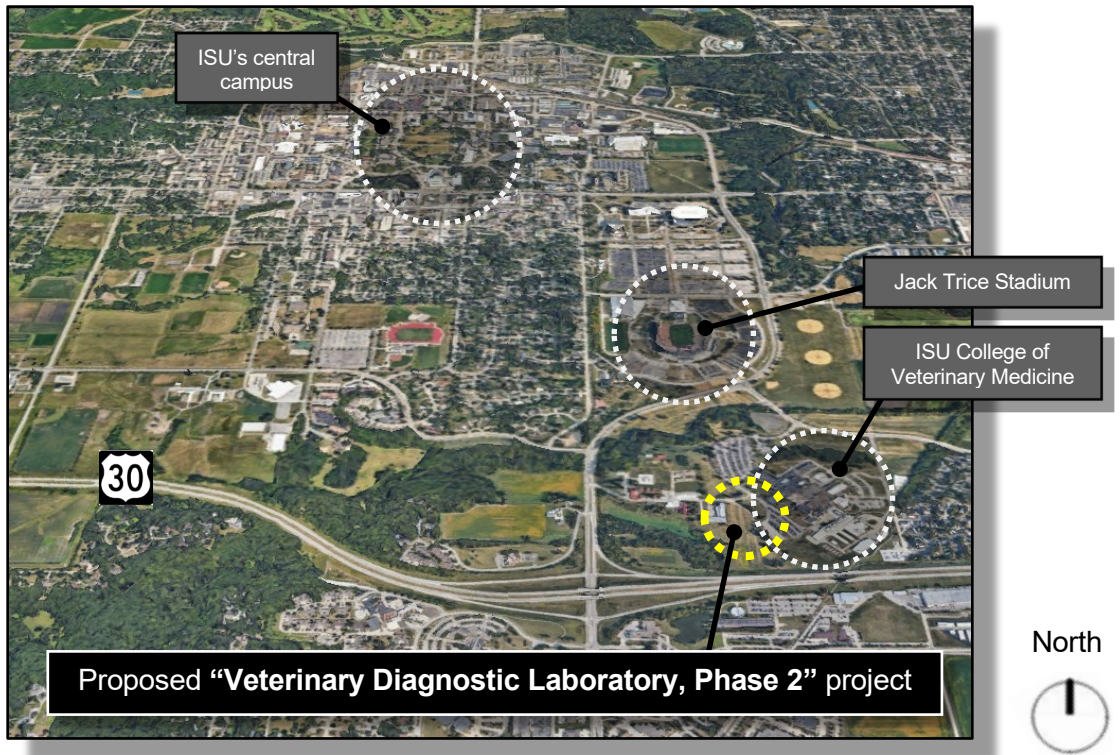 ISU's central
campus
Jack Trice Stadium
ISU College of
Veterinary Medicine
30
Proposed “Veterinary Diagnostic Laboratory, Phase 2” project
North